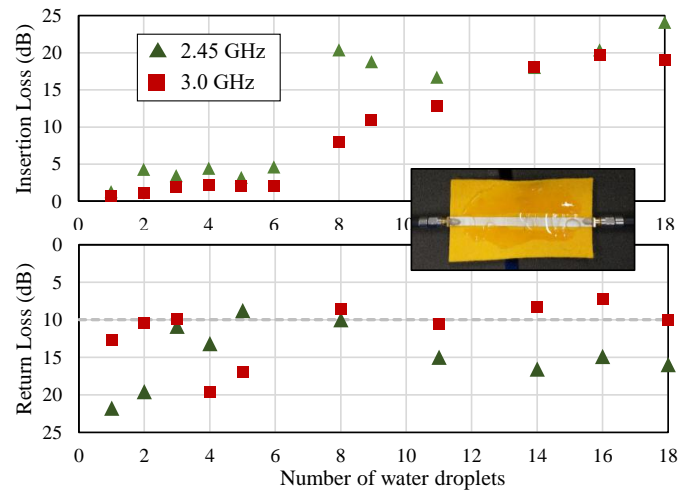 25
20
15
10
5
0
Insertion Loss (dB)
2.45 GHz
3.0 GHz
0 2 4 6 8 10 18
0
5
10
15
20
25
Return Loss (dB)
0 2 4 6 8 10 12 14 16 18
Number of water droplets